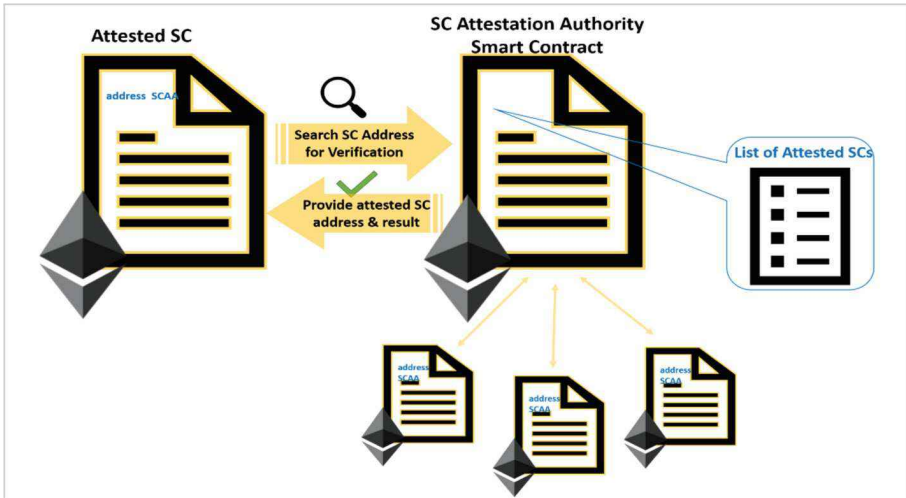 Attested SC
SC Attestation Authority
Smart Contract
address SCAA
Search SC Address
for Verification
Provide attested SC
address & result
List of Attested SCs
address
SCAA
address
SCAA
address
SCAA